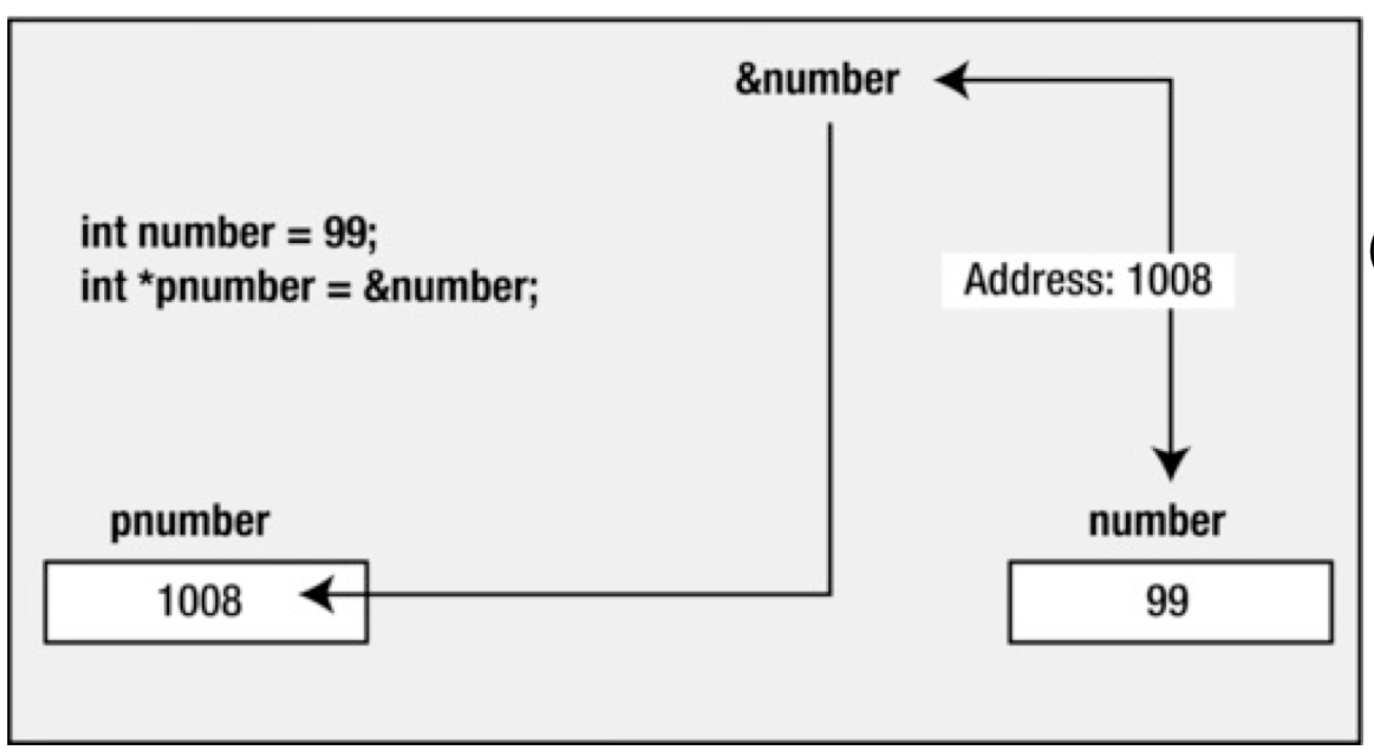 &number
int number = 99;
int *pnumber = &number;
Address: 1008
pnumber
number
1008
99